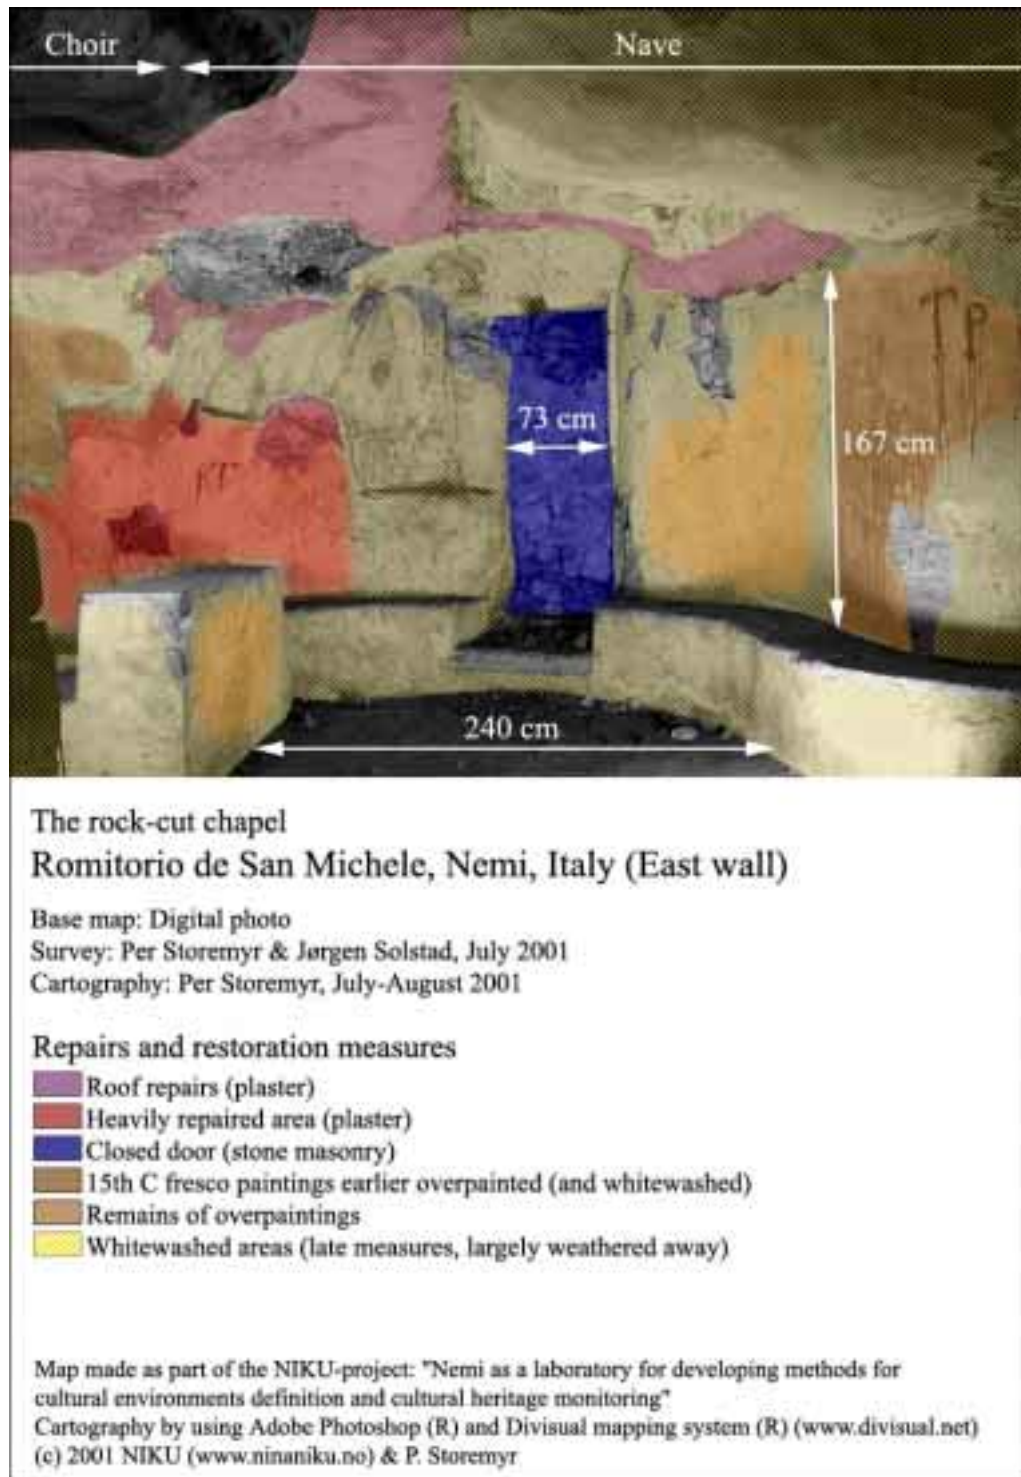 Choir
Nave
T P
73 cm
167 cm
KT
240 cm
The rock-cut chapel
Romitorio de San Michele, Nemi, Italy (East wall)
Base map: Digital photo
Survey: Per Storemyr & Jørgen Solstad, July 2001
Cartography: Per Storemyr, July-August 2001
Repairs and restoration measures
Roof repairs (plaster)
Heavily repaired area (plaster)
Closed door (stone masonry)
15th C fresco paintings earlier overpainted (and whitewashed)
Remains of overpaintings
Whitewashed areas (late measures, largely weathered away)
Map made as part of the NIKU-project: "Nemi as a laboratory for developing methods for
cultural environments definition and cultural heritage monitoring"
Cartography by using Adobe Photoshop (R) and Divisual mapping system (R) (www.divisual.net)
(c) 2001 NIKU (www.ninaniku.no) & P. Storemyr